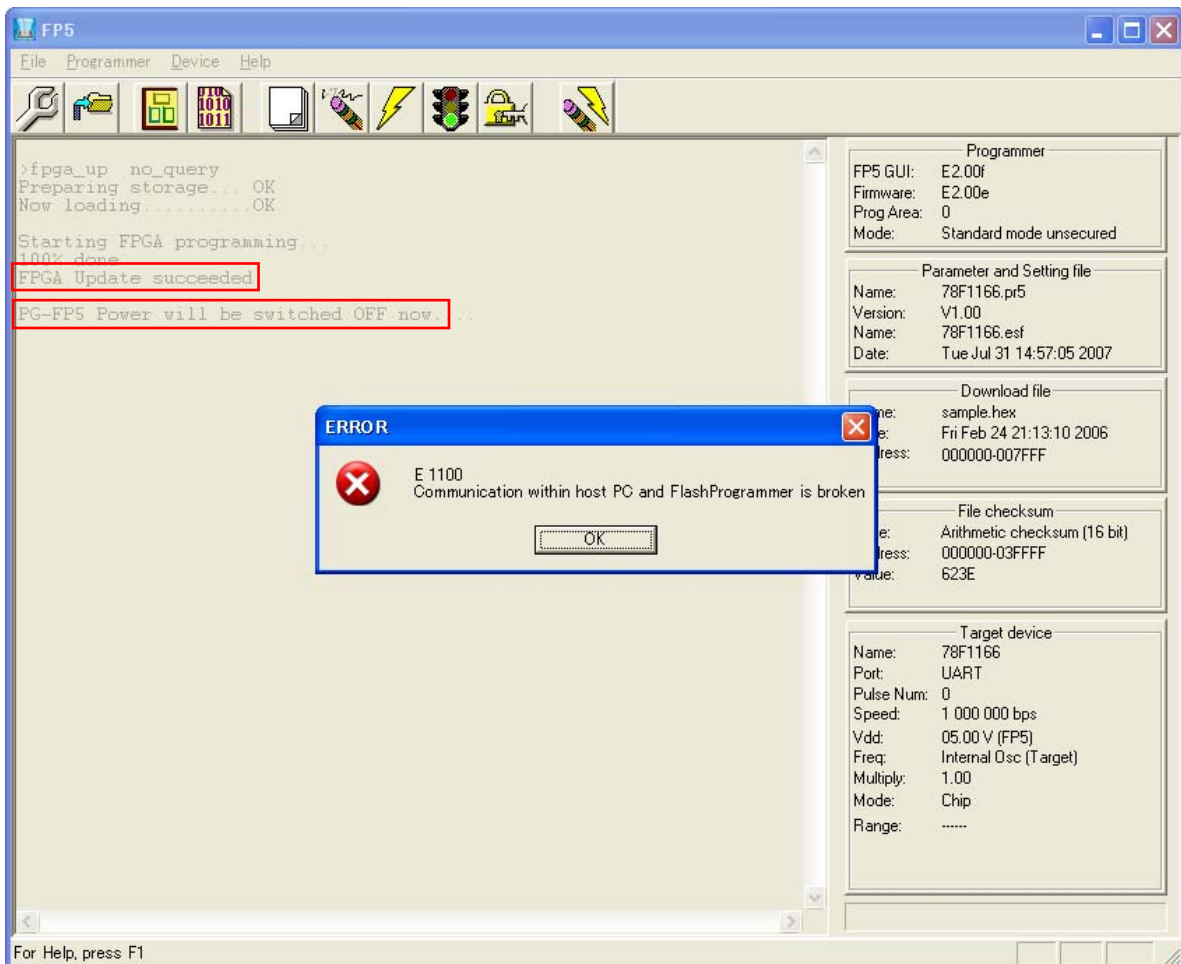 FP5
File Programmer Device Help
>fpga_up no_query
Preparing storage... OK
Now loading..........OK
Starting FPGA programming...
100% done
FPGA Update succeeded
PG-FP5 Power will be switched OFF now....
ERROR
E 1100
Communication within host PC and FlashProgrammer is broken
OK
Programmer
FP5 GUI: E2.00f
Firmware: E2.00e
Prog Area: 0
Mode: Standard mode unsecured
Parameter and Setting file
Name: 78F1166.pr5
Version: V1.00
Name: 78F1166.esf
Date: Tue Jul 31 14:57:05 2007
Download file
sample.hex
Fri Feb 24 21:13:10 2006
000000-007FFF
File checksum
Arithmetic checksum (16 bit)
000000-03FFFF
Value: 623E
Target device
Name: 78F1166
Port: UART
Pulse Num: 0
Speed: 1 000 000 bps
Vdd: 05.00 V (FP5)
Freq: Internal Osc (Target)
Multiply: 1.00
Mode: Chip
Range: ------
For Help, press F1